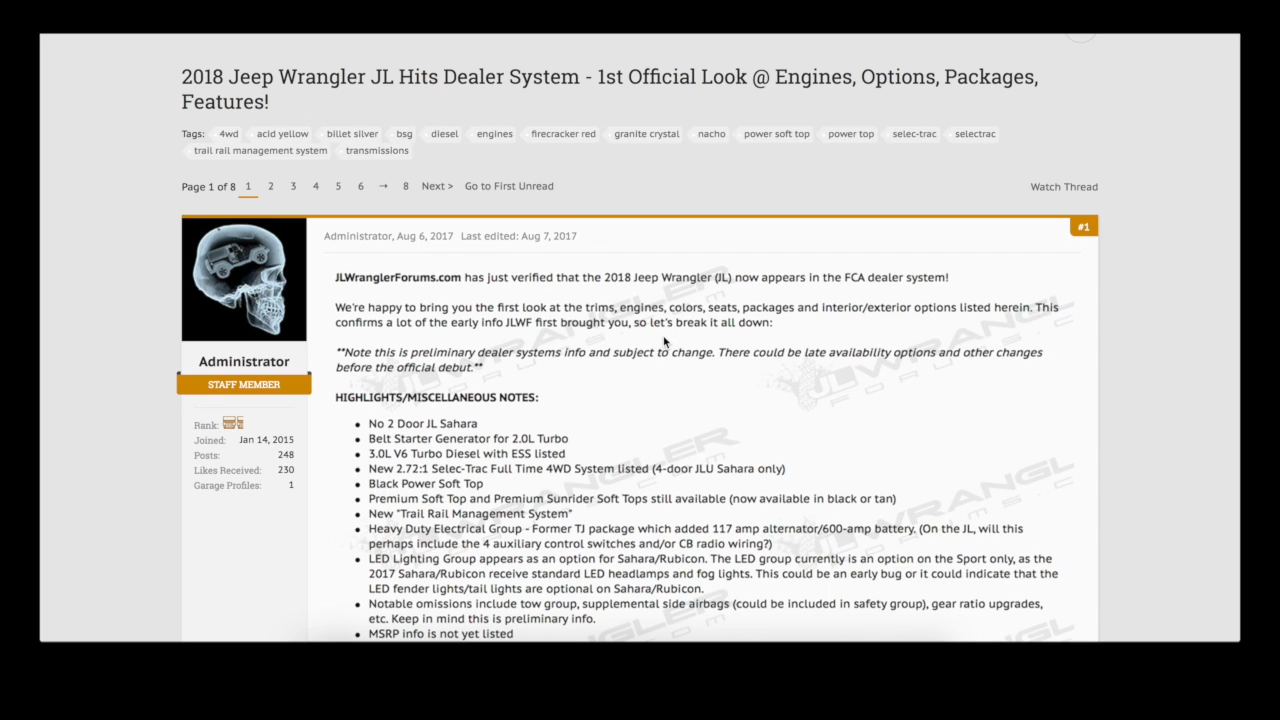 2018 Jeep Wrangler JL Hits Dealer System - 1st Official Look @ Engines, Options, Packages,
Features!
Tags: 4wd acid yellow billet silver bsg diesel engines firecracker red granite crystal nacho power soft top power top selec-trac selectrac
trail rail management system transmissions
Page 1 of 8 1 2 3 4 5 6 → 8 Next > Go to First Unread Watch Thread
Administrator, Aug 6, 2017 Last edited: Aug 7, 2017 #1
JLWranglerForums.com has just verified that the 2018 Jeep Wrangler (JL) now appears in the FCA dealer system!
We're happy to bring you the first look at the trims, engines, colors, seats, packages and interior/exterior options listed herein. This
confirms a lot of the early info JLWF first brought you, so let's break it all down:
**Note this is preliminary dealer systems info and subject to change. There could be late availability options and other changes
before the official debut.**
Administrator
STAFF MEMBER
Rank:
Joined: Jan 14, 2015
Posts: 248
Likes Received: 230
Garage Profiles: 1
HIGHLIGHTS/MISCELLANEOUS NOTES:
• No 2 Door JL Sahara
• Belt Starter Generator for 2.0L Turbo
• 3.0L V6 Turbo Diesel with ESS listed
• New 2.72:1 Selec-Trac Full Time 4WD System listed (4-door JLU Sahara only)
• Black Power Soft Top
• Premium Soft Top and Premium Sunrider Soft Tops still available (now available in black or tan)
• New "Trail Rail Management System"
• Heavy Duty Electrical Group - Former TJ package which added 117 amp alternator/600-amp battery. (On the JL, will this
perhaps include the 4 auxiliary control switches and/or CB radio wiring?)
• LED Lighting Group appears as an option for Sahara/Rubicon. The LED group currently is an option on the Sport only, as the
2017 Sahara/Rubicon receive standard LED headlamps and fog lights. This could be an early bug or it could indicate that the
LED fender lights/tail lights are optional on Sahara/Rubicon.
• Notable omissions include tow group, supplemental side airbags (could be included in safety group), gear ratio upgrades,
etc. Keep in mind this is preliminary info.
• MSRP info is not yet listed